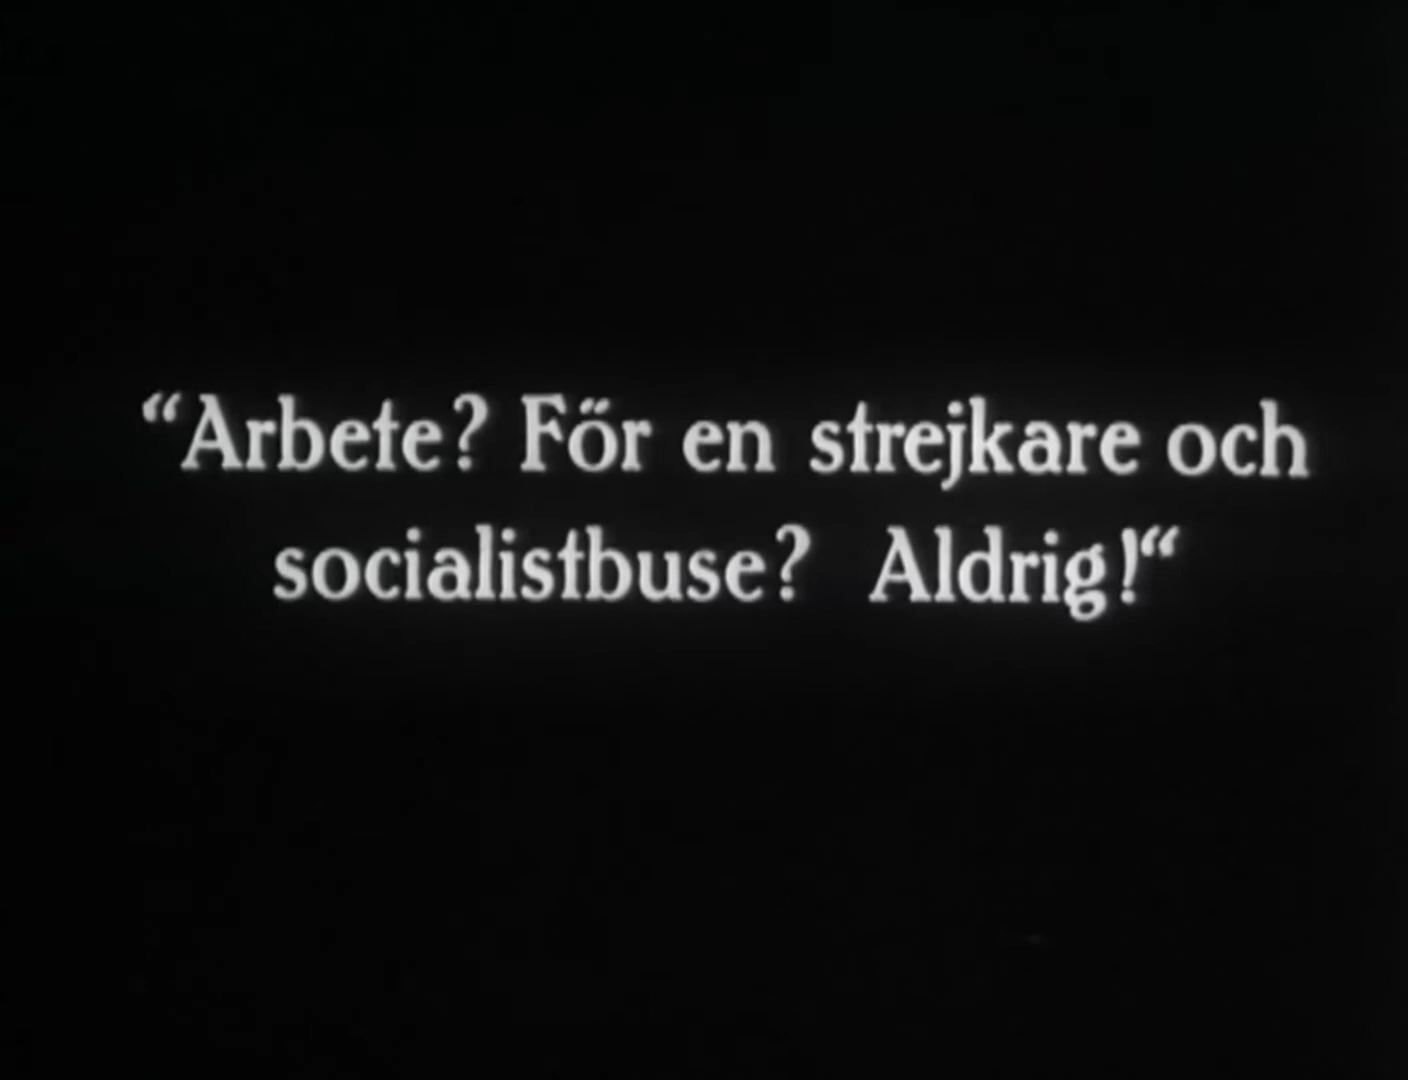 “Arbete? För en strejkare och
socialistbuse? Aldrig!“